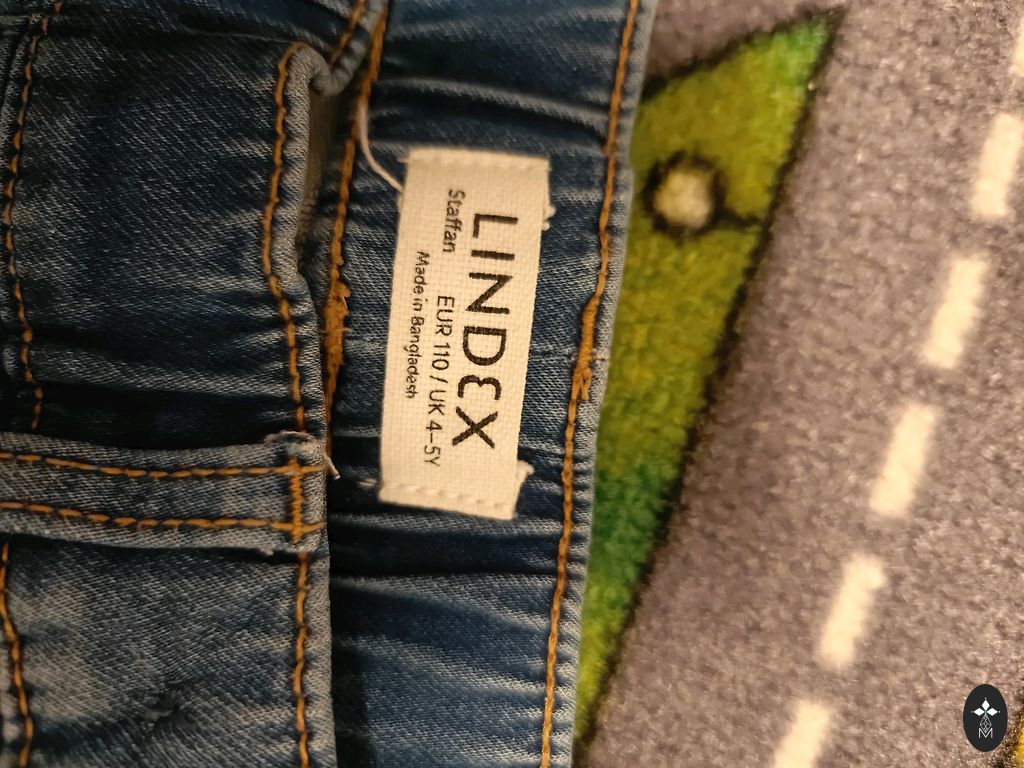 LINDEX
Staffan EUR 110 / UK 4–5Y
Made in Bangladesh